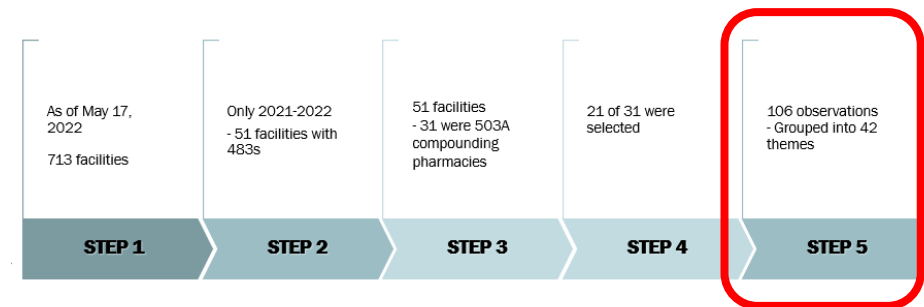 As of May 17,
2022
713 facilities
Only 2021-2022
- 51 facilities with
483s
51 facilities
- 31 were 503A
compounding
pharmacies
21 of 31 were
selected
106 observations
- Grouped into 42
themes
STEP 1
STEP 2
STEP 3
STEP 4
STEP 5